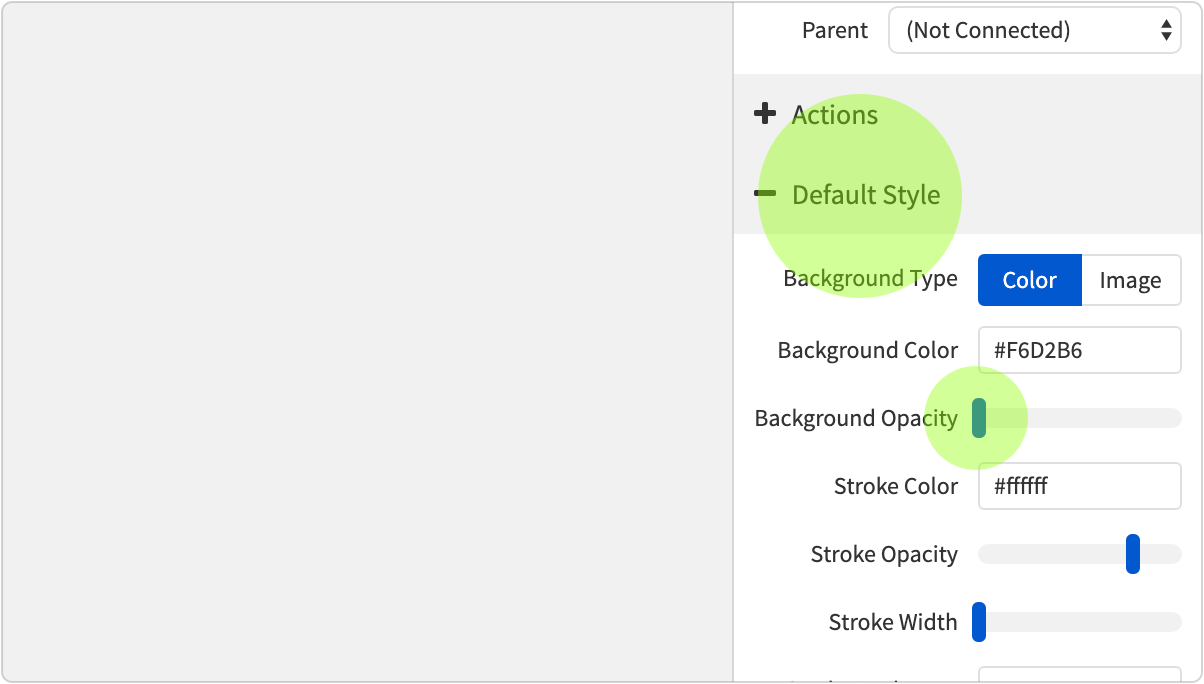 Parent (Not Connected)
Actions
Default Style
Background Type Color Image
Background Color #F6D2B6
Background Opacity
Stroke Color #ffffff
Stroke Opacity
Stroke Width